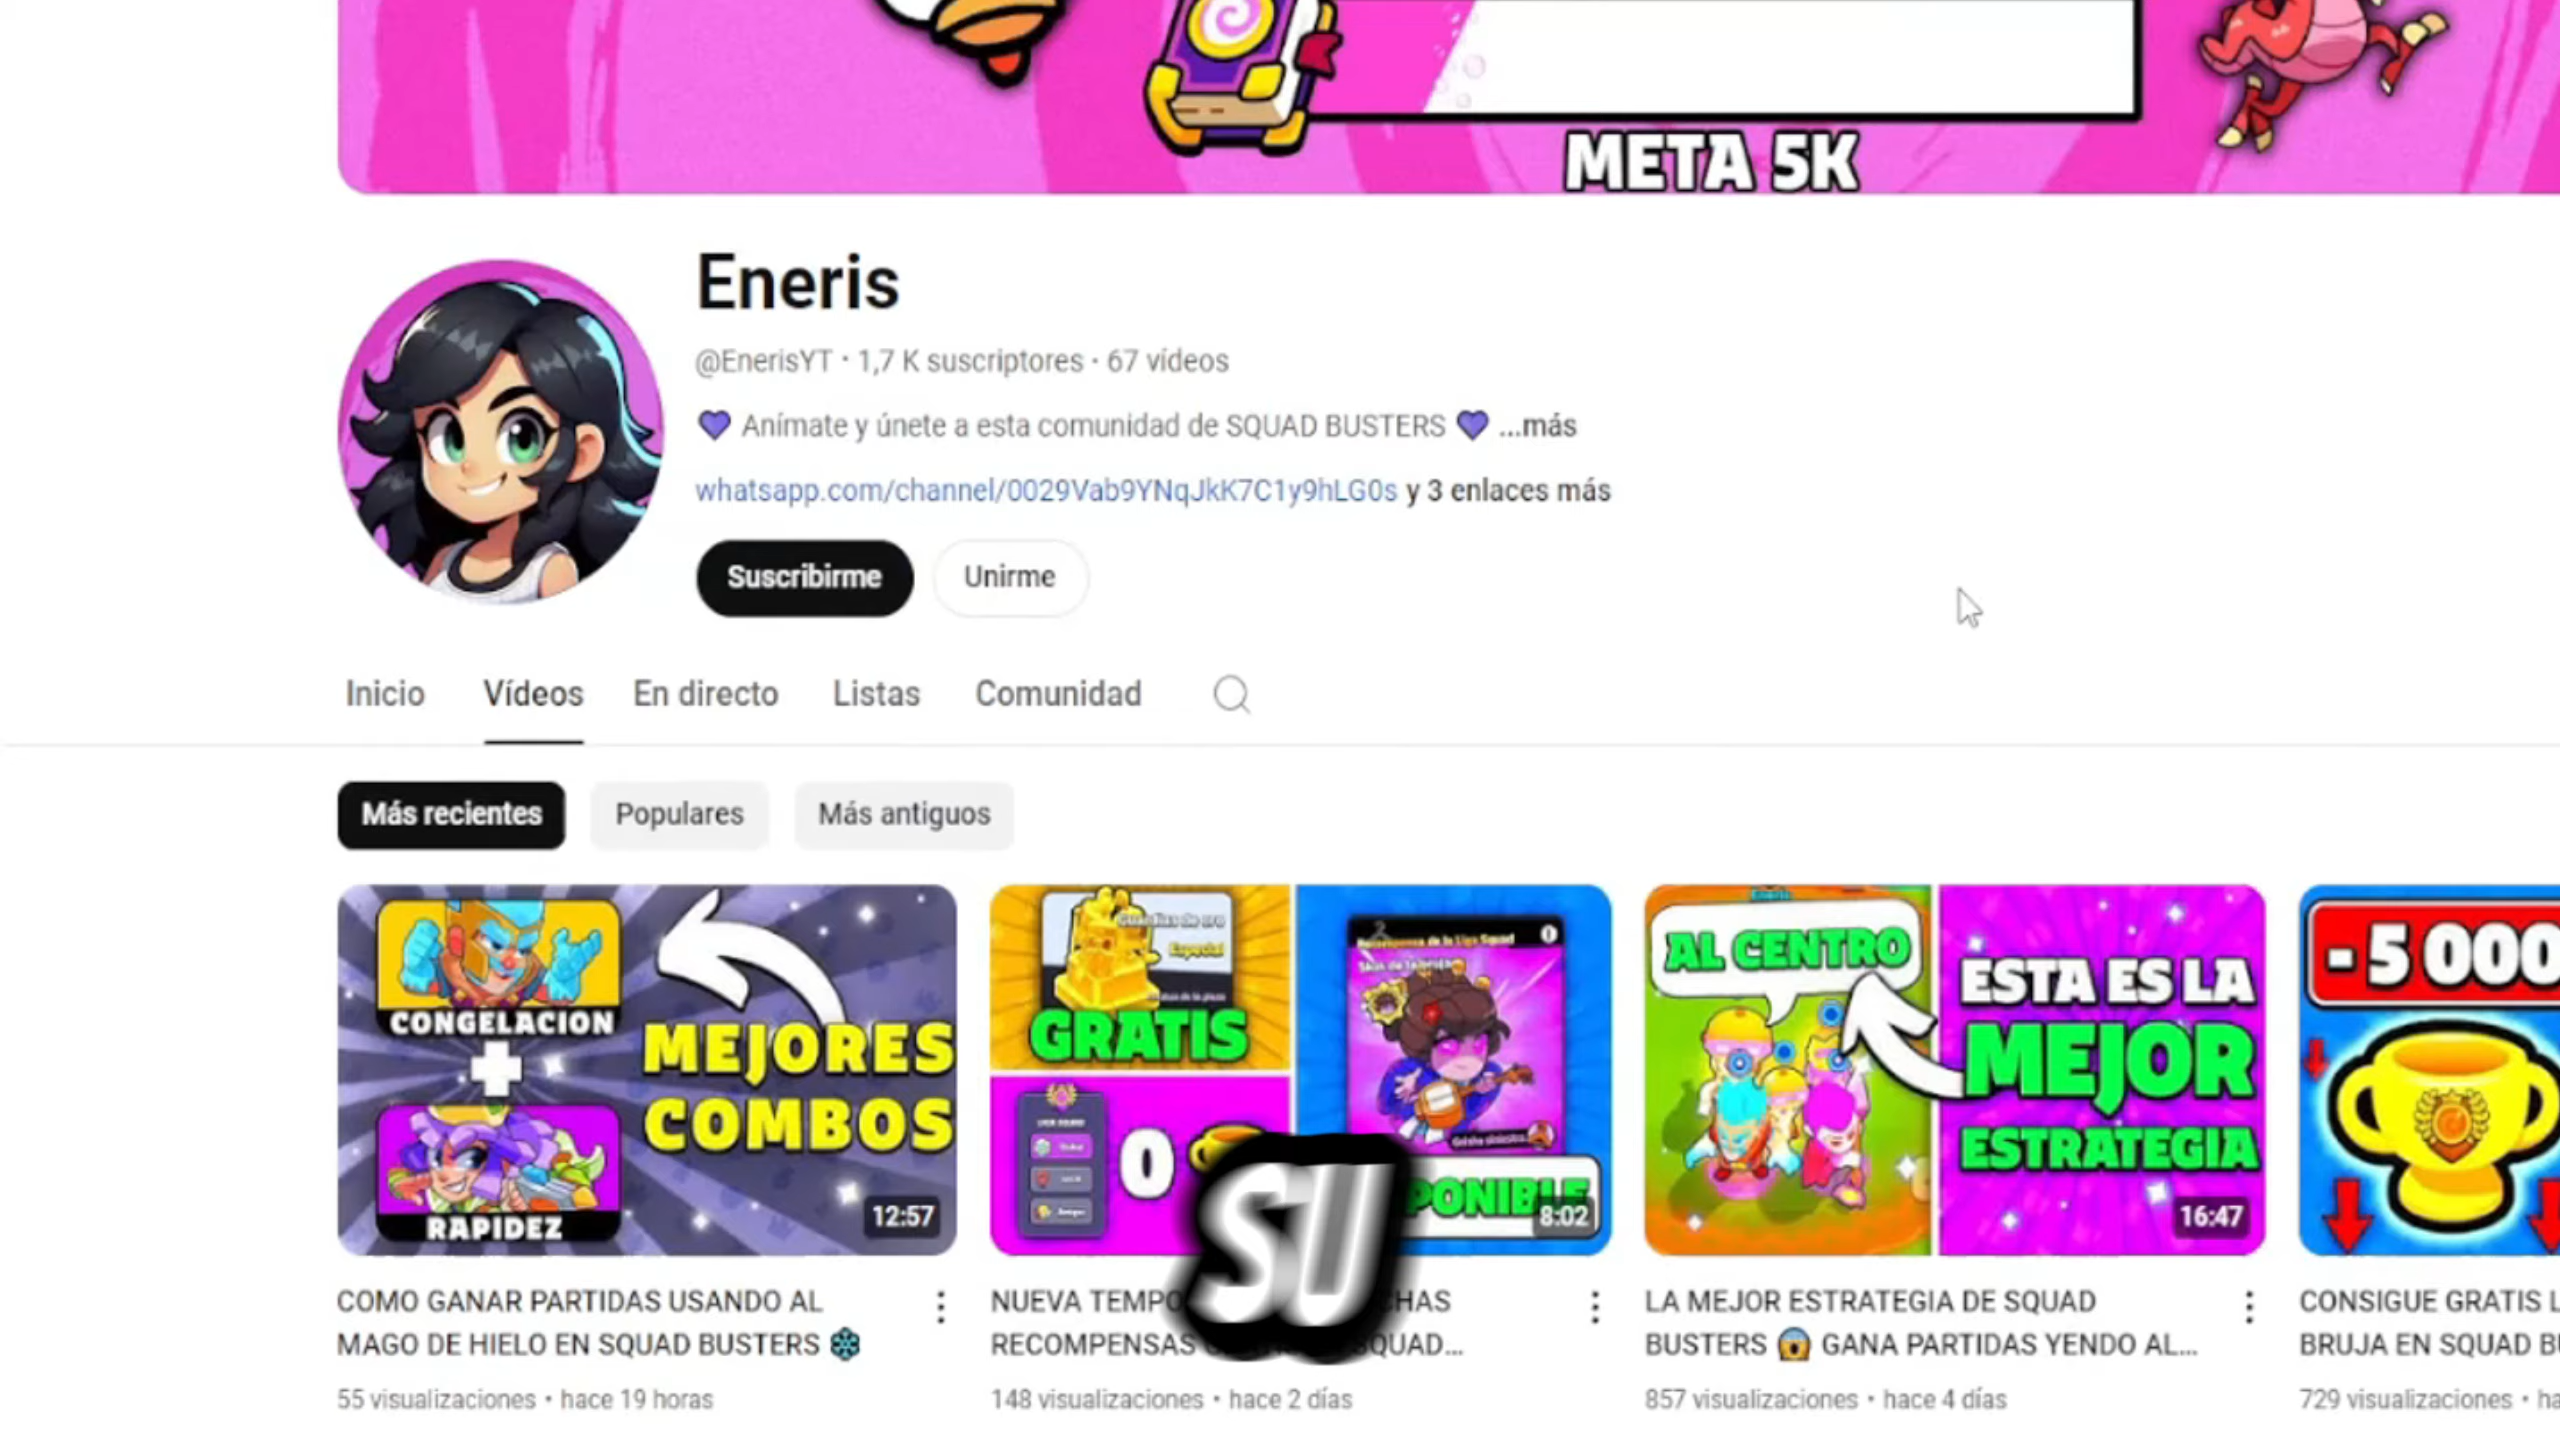 META 5K
Eneris
@EnerisYT · 1,7 K suscriptores · 67 vídeos
💜 Anímate y únete a esta comunidad de SQUAD BUSTERS 💜 ...más
whatsapp.com/channel/0029Vab9YNqJkK7C1y9hLG0s y 3 enlaces más
Suscribirme Unirme
Inicio Vídeos En directo Listas Comunidad
Más recientes Populares Más antiguos
CONGELACION
RAPIDEZ
MEJORES
COMBOS
12:57
Especial
GRATIS
0
PONIBLE
8:02
AL CENTRO
ESTA ES LA
MEJOR
ESTRATEGIA
16:47
- 5 000
SU
COMO GANAR PARTIDAS USANDO AL
MAGO DE HIELO EN SQUAD BUSTERS ❄️
55 visualizaciones · hace 19 horas
NUEVA TEMPO CHAS
RECOMPENSAS SQUAD...
148 visualizaciones · hace 2 días
LA MEJOR ESTRATEGIA DE SQUAD
BUSTERS 😱 GANA PARTIDAS YENDO AL...
857 visualizaciones · hace 4 días
CONSIGUE GRATIS L
BRUJA EN SQUAD B
729 visualizaciones · ha